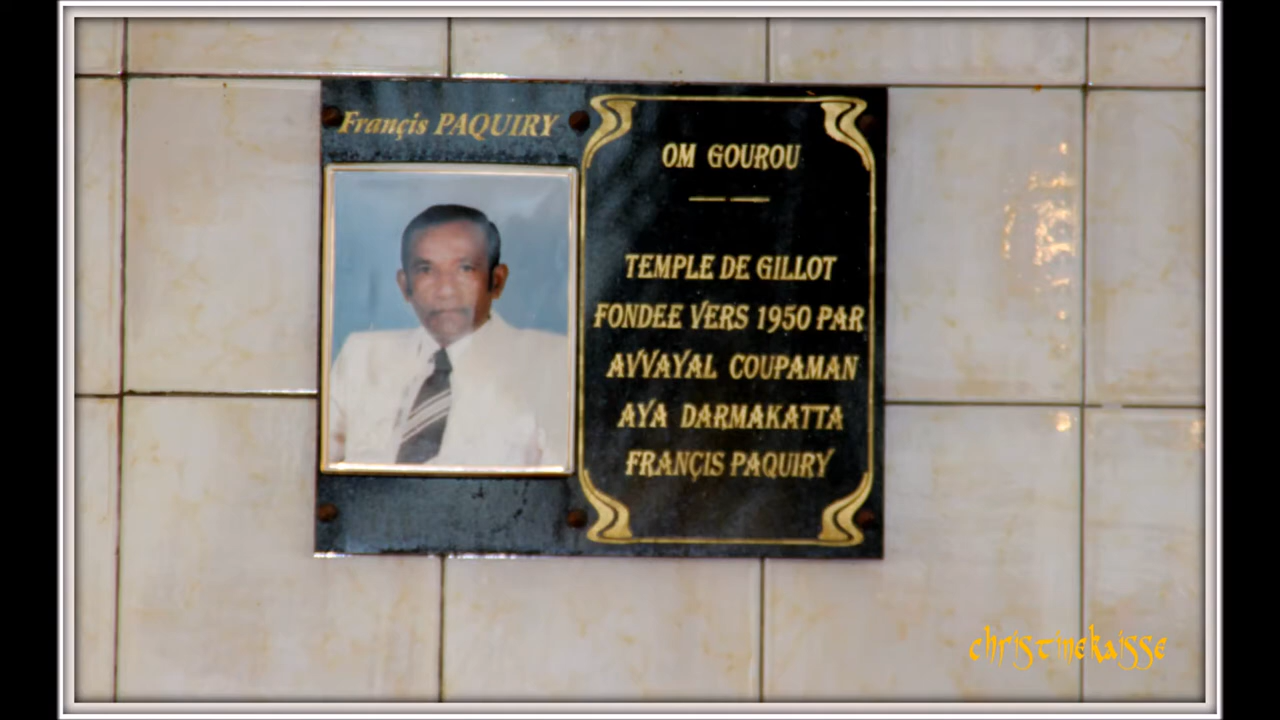 Françis PAQUIRY
OM GOUROU
TEMPLE DE GILLOT
FONDEE VERS 1950 PAR
AVVAYAL COUPAMAN
AYA DARMAKATTA
FRANÇIS PAQUIRY
christinekaisse